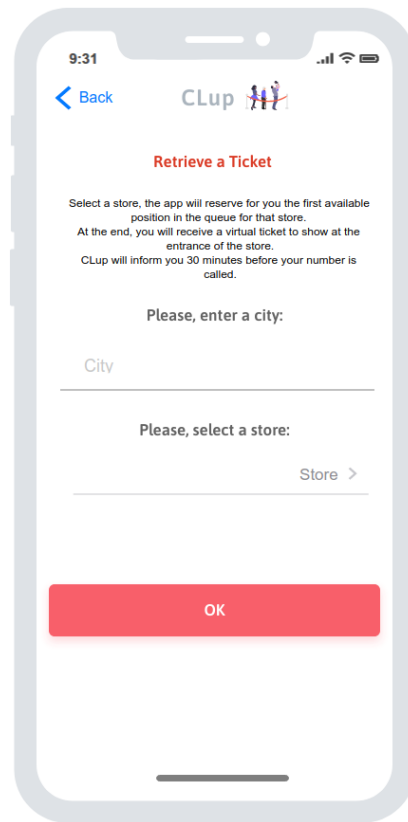 9:31
Back
CLup
Retrieve a Ticket
Select a store, the app wiil reserve for you the first available
position in the queue for that store.
At the end, you will receive a virtual ticket to show at the
entrance of the store.
CLup will inform you 30 minutes before your number is
called.
Please, enter a city:
City
Please, select a store:
Store
OK